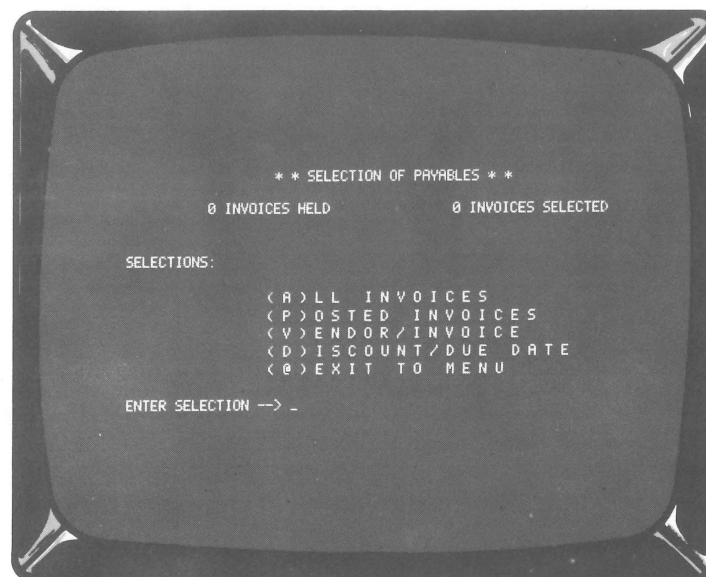 * * SELECTION OF PAYABLES * *
0 INVOICES HELD 0 INVOICES SELECTED
SELECTIONS:
(A)LL INVOICES
(P)OSTED INVOICES
(V)ENDOR/INVOICE
(D)ISCOUNT/DUE DATE
(@)EXIT TO MENU
ENTER SELECTION --> _